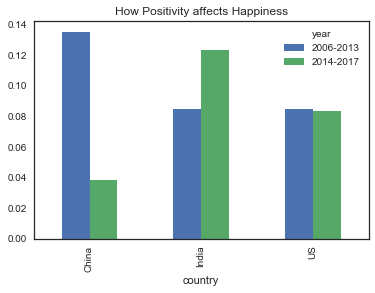 How Positivity affects Happiness
0.14
0.12
0.10
0.08
0.06
0.04
0.02
0.00
year
2006-2013
2014-2017
China
India
US
country